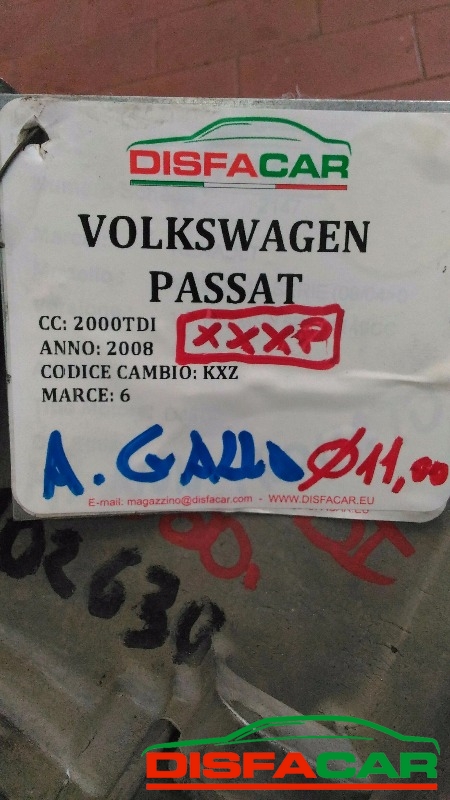 DISFACAR
VOLKSWAGEN
PASSAT
CC: 2000TDI
XXXP
ANNO: 2008
CODICE CAMBIO: KXZ
MARCE: 6
A. GALLO Ø11,00
E-mail: magazzino@disfacar.com - WWW.DISFACAR.EU
02630
DISFACAR